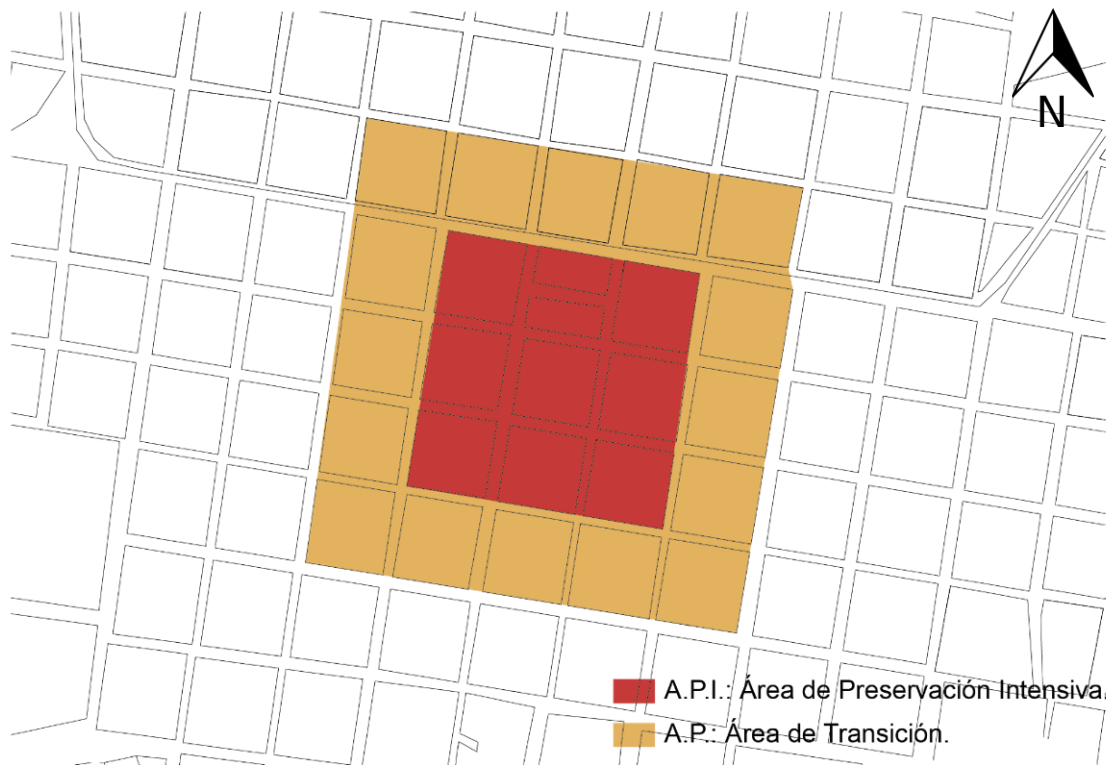 N
A.P.I.: Área de Preservación Intensiva.
A.P.: Área de Transición.